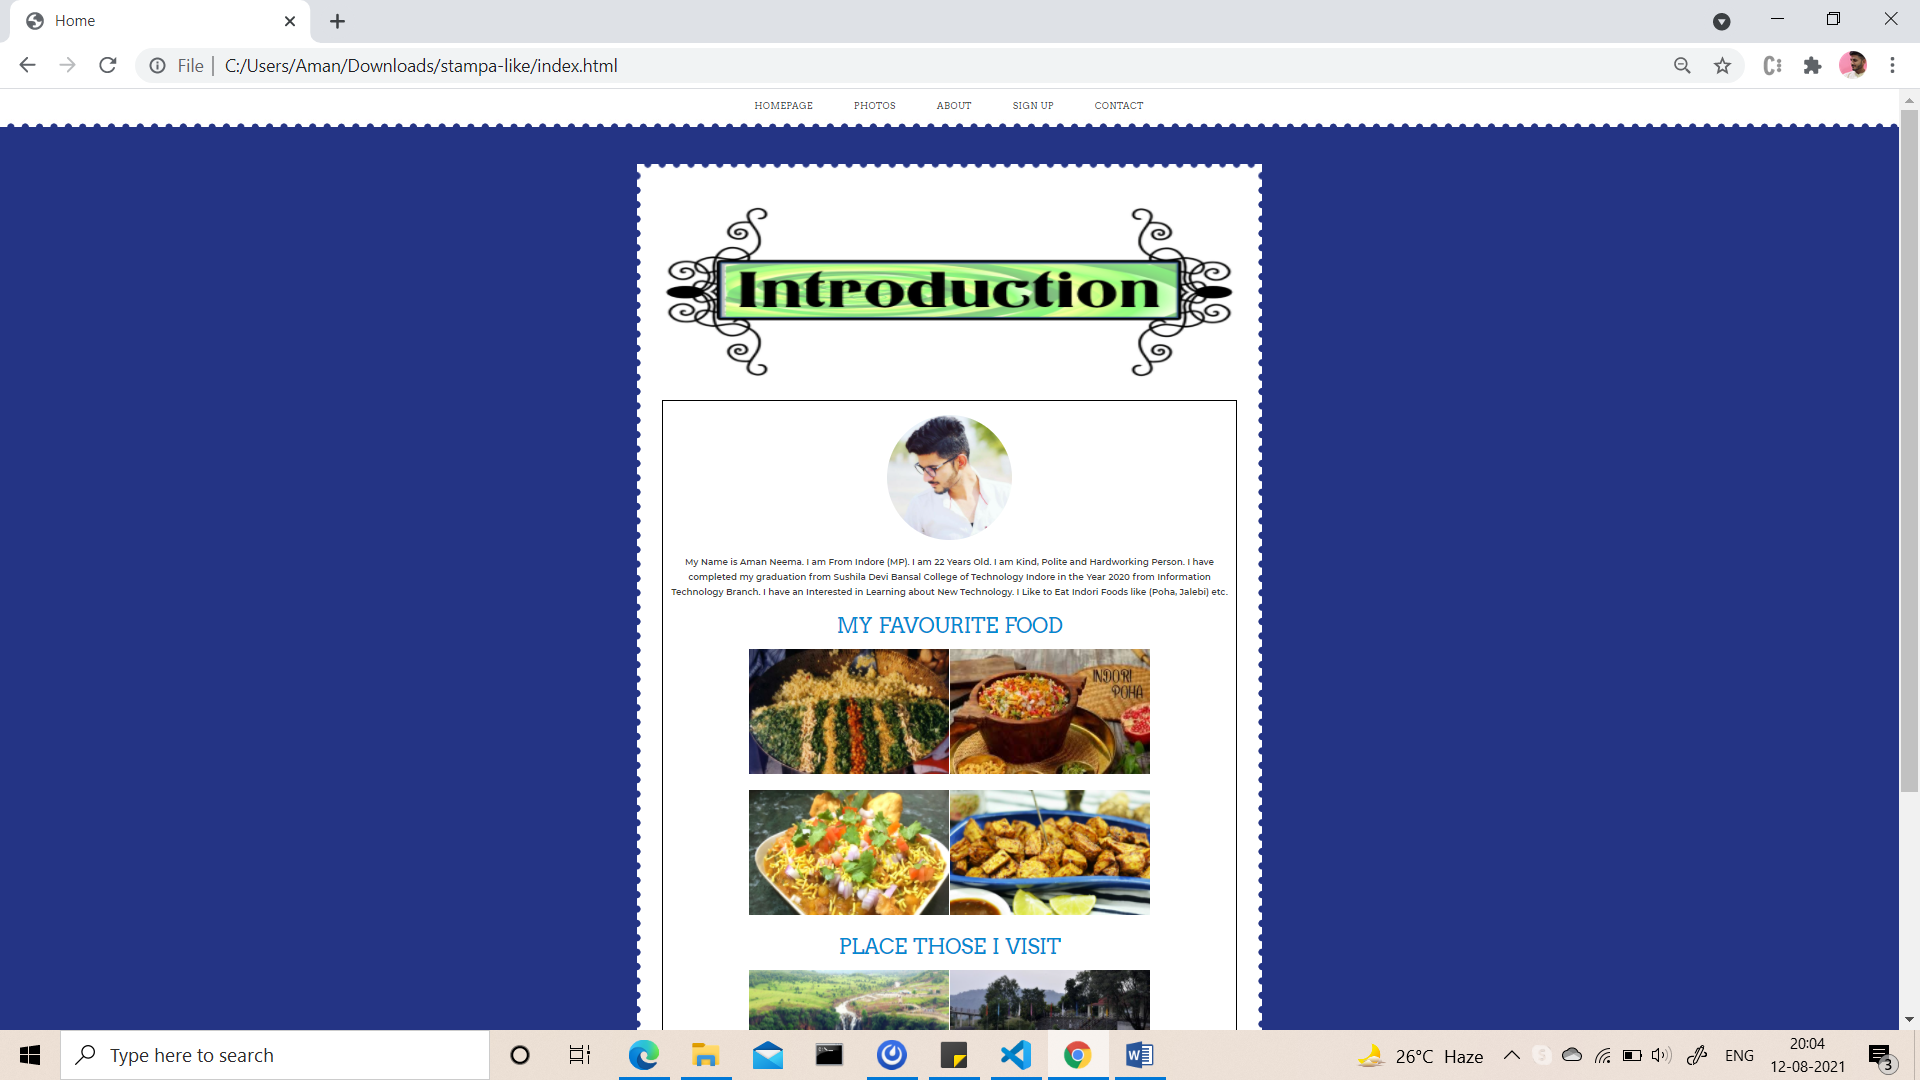 Home
File
C:/Users/Aman/Downloads/stampa-like/index.html
HOMEPAGE PHOTOS ABOUT SIGN UP CONTACT
Introduction
My Name is Aman Neema. I am From Indore (MP). I am 22 Years Old. I am Kind, Polite and Hardworking Person. I have
completed my graduation from Sushila Devi Bansal College of Technology Indore in the Year 2020 from Information
Technology Branch. I have an Interested in Learning about New Technology. I Like to Eat Indori Foods like (Poha, Jalebi) etc.
MY FAVOURITE FOOD
INDORI
POHA
PLACE THOSE I VISIT
Type here to search
26°C Haze
ENG
20:04
12-08-2021
3